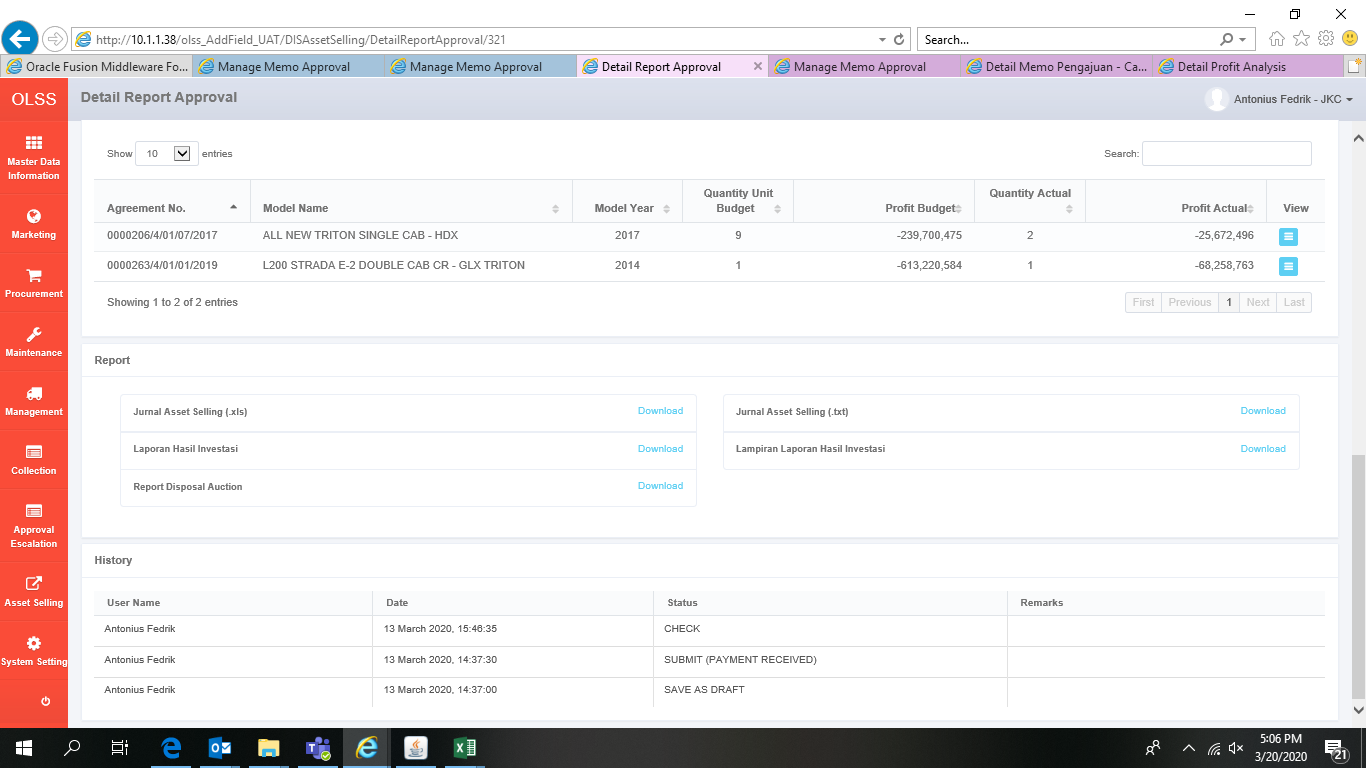 http://10.1.1.38/olss_AddField_UAT/DISAssetSelling/DetailReportApproval/321
Search...
Oracle Fusion Middleware Fo...
Manage Memo Approval
Manage Memo Approval
Detail Report Approval
Manage Memo Approval
Detail Memo Pengajuan - Ca...
Detail Profit Analysis
OLSS
Detail Report Approval
Antonius Fedrik - JKC
Master Data
Information
Marketing
Procurement
Maintenance
Management
Collection
Approval
Escalation
Asset Selling
System Setting
Show 10 entries
Search:
Agreement No. Model Name Model Year Quantity Unit Budget Profit Budget Quantity Actual Profit Actual View
0000206/4/01/07/2017 ALL NEW TRITON SINGLE CAB - HDX 2017 9 -239,700,475 2 -25,672,496
0000263/4/01/01/2019 L200 STRADA E-2 DOUBLE CAB CR - GLX TRITON 2014 1 -613,220,584 1 -68,258,763
Showing 1 to 2 of 2 entries
First Previous 1 Next Last
Report
Jurnal Asset Selling (.xls) Download
Jurnal Asset Selling (.txt) Download
Laporan Hasil Investasi Download
Lampiran Laporan Hasil Investasi Download
Report Disposal Auction Download
History
User Name Date Status Remarks
Antonius Fedrik 13 March 2020, 15:46:35 CHECK
Antonius Fedrik 13 March 2020, 14:37:30 SUBMIT (PAYMENT RECEIVED)
Antonius Fedrik 13 March 2020, 14:37:00 SAVE AS DRAFT
5:06 PM
3/20/2020
21